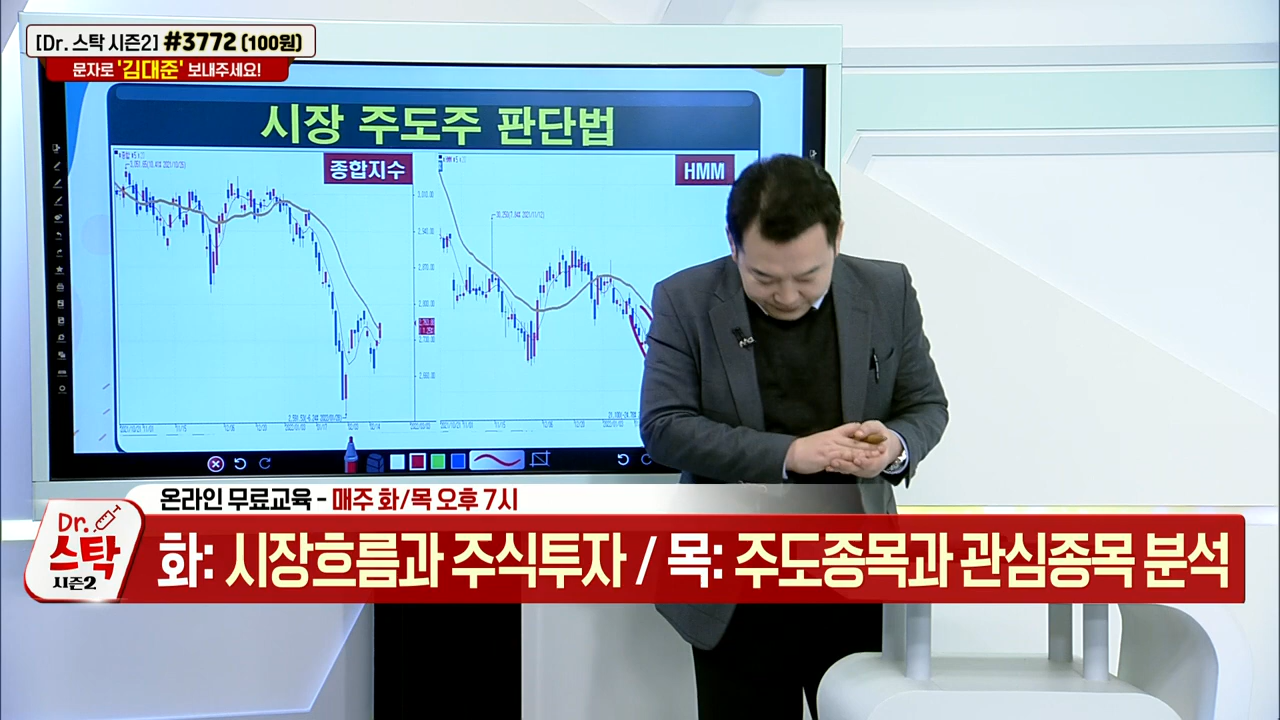 [Dr. 스탁 시즌2] #3772 (100원)
문자로 '김대준' 보내주세요!
시장 주도주 판단법
종합지수
HMM
온라인 무료교육 - 매주 화/목 오후 7시
Dr.
스탁
시즌2
화: 시장흐름과 주식투자 / 목: 주도종목과 관심종목 분석